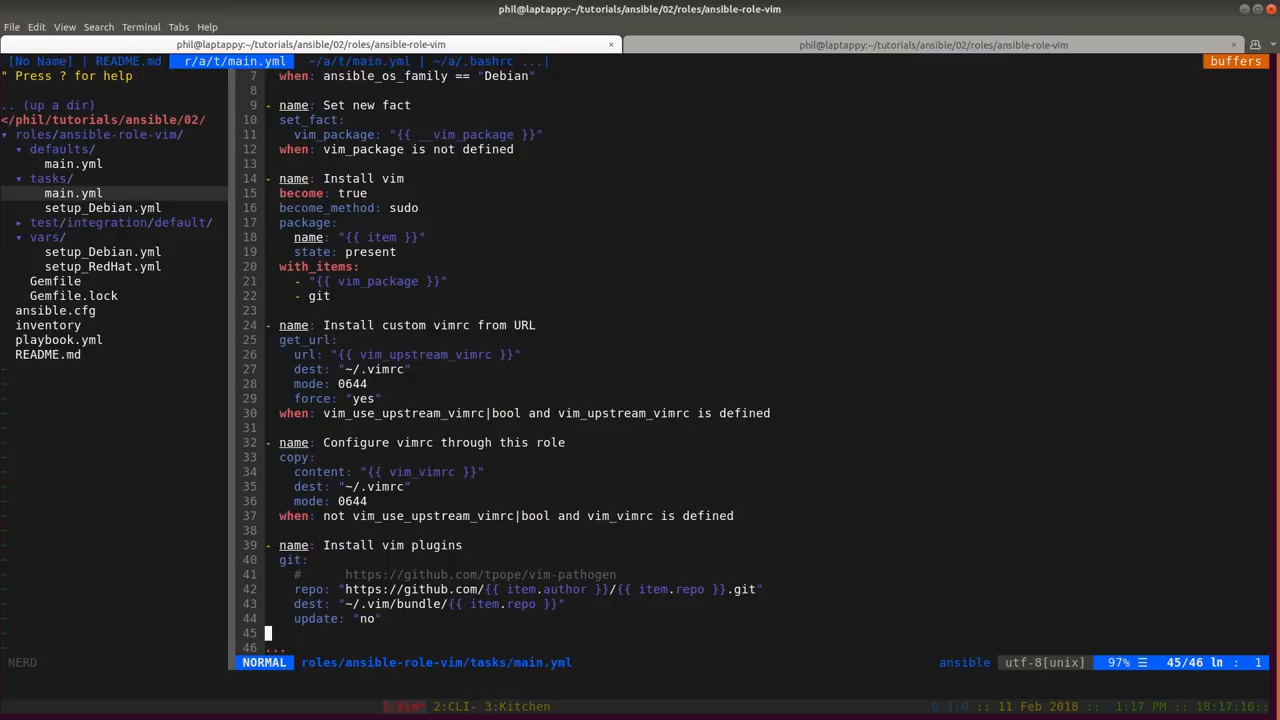 phil@laptappy:~/tutorials/ansible/02/roles/ansible-role-vim
File Edit View Search Terminal Tabs Help
phil@laptappy:~/tutorials/ansible/02/roles/ansible-role-vim × phil@laptappy:~/tutorials/ansible/02/roles/ansible-role-vim ×
[No Name] | README.md r/a/t/main.yml ~/a/t/main.yml | ~/a/.bashrc ...| buffers
" Press ? for help
.. (up a dir)
</phil/tutorials/ansible/02/
▾ roles/ansible-role-vim/
▾ defaults/
main.yml
▾ tasks/
main.yml
setup_Debian.yml
▸ test/integration/default/
▾ vars/
setup_Debian.yml
setup_RedHat.yml
Gemfile
Gemfile.lock
ansible.cfg
inventory
playbook.yml
README.md
7 when: ansible_os_family == "Debian"
8
9 - name: Set new fact
10 set_fact:
11 vim_package: "{{ __vim_package }}"
12 when: vim_package is not defined
13
14 - name: Install vim
15 become: true
16 become_method: sudo
17 package:
18 name: "{{ item }}"
19 state: present
20 with_items:
21 - "{{ vim_package }}"
22 - git
23
24 - name: Install custom vimrc from URL
25 get_url:
26 url: "{{ vim_upstream_vimrc }}"
27 dest: "~/.vimrc"
28 mode: 0644
29 force: "yes"
30 when: vim_use_upstream_vimrc|bool and vim_upstream_vimrc is defined
31
32 - name: Configure vimrc through this role
33 copy:
34 content: "{{ vim_vimrc }}"
35 dest: "~/.vimrc"
36 mode: 0644
37 when: not vim_use_upstream_vimrc|bool and vim_vimrc is defined
38
39 - name: Install vim plugins
40 git:
41 # https://github.com/tpope/vim-pathogen
42 repo: "https://github.com/{{ item.author }}/{{ item.repo }}.git"
43 dest: "~/.vim/bundle/{{ item.repo }}"
44 update: "no"
45
46 ...
NERD NORMAL roles/ansible-role-vim/tasks/main.yml ansible utf-8[unix] 97% ☰ 45/46 ln : 1
1:Vim* 2:CLI- 3:Kitchen 0 1:0 :: 11 Feb 2018 :: 1:17 PM :: 18:17:16::